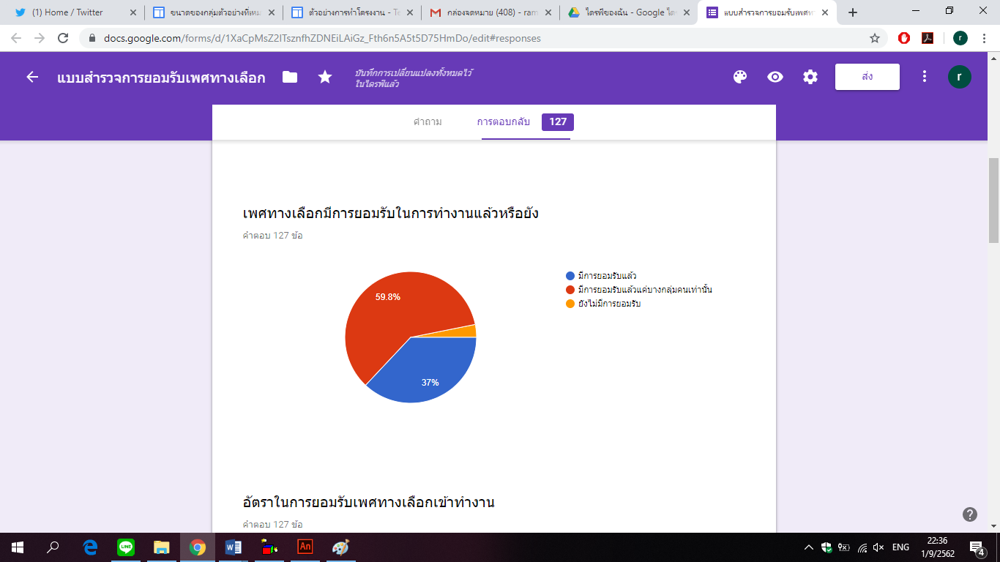 (1) Home / Twitter
ขนาดของกลุ่มตัวอย่างที่เหม
ตัวอย่างการทำโครงงาน - Te
กล่องจดหมาย (408) - ram
ไดรฟ์ของฉัน - Google ไดร
แบบสำรวจการยอมรับเพศทา
docs.google.com/forms/d/1XaCpMsZ2ITsznfhZDNEiLAiGz_Fth6n5A5t5D75HmDo/edit#responses
r
แบบสำรวจการยอมรับเพศทางเลือก
บันทึกการเปลี่ยนแปลงทั้งหมดไว้
ในไดรฟ์แล้ว
ส่ง
r
คำถาม
การตอบกลับ
127
เพศทางเลือกมีการยอมรับในการทำงานแล้วหรือยัง
คำตอบ 127 ข้อ
59.8%
37%
มีการยอมรับแล้ว
มีการยอมรับแล้วแค่บางกลุ่มคนเท่านั้น
ยังไม่มีการยอมรับ
อัตราในการยอมรับเพศทางเลือกเข้าทำงาน
คำตอบ 127 ข้อ
LINE
An
ENG
22:36
1/9/2562
4